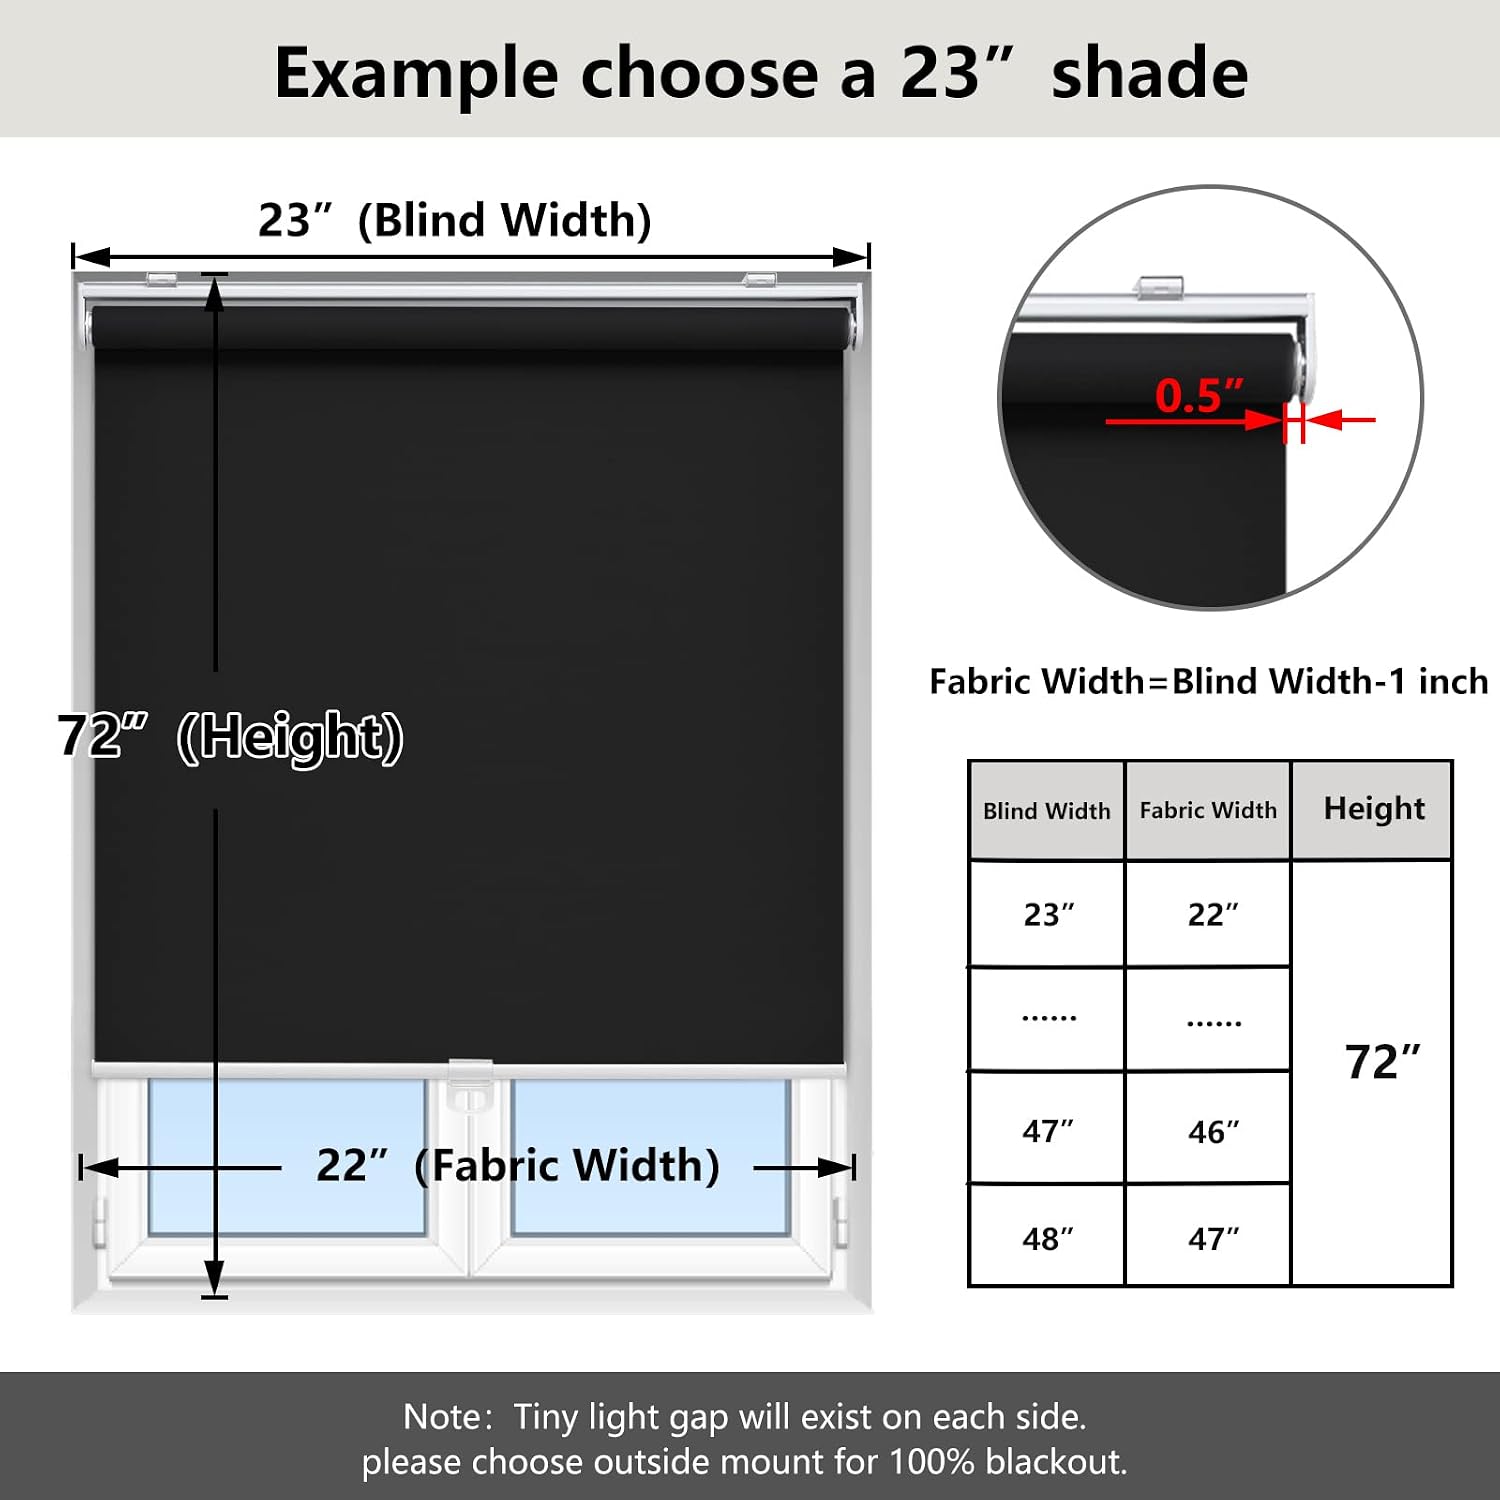 Example choose a 23” shade
23” (Blind Width)
0.5”
Fabric Width=Blind Width-1 inch
72” (Height)
Blind Width Fabric Width Height
23” 22”
...... ......
72”
47” 46”
48” 47”
22” (Fabric Width)
Note: Tiny light gap will exist on each side.
please choose outside mount for 100% blackout.